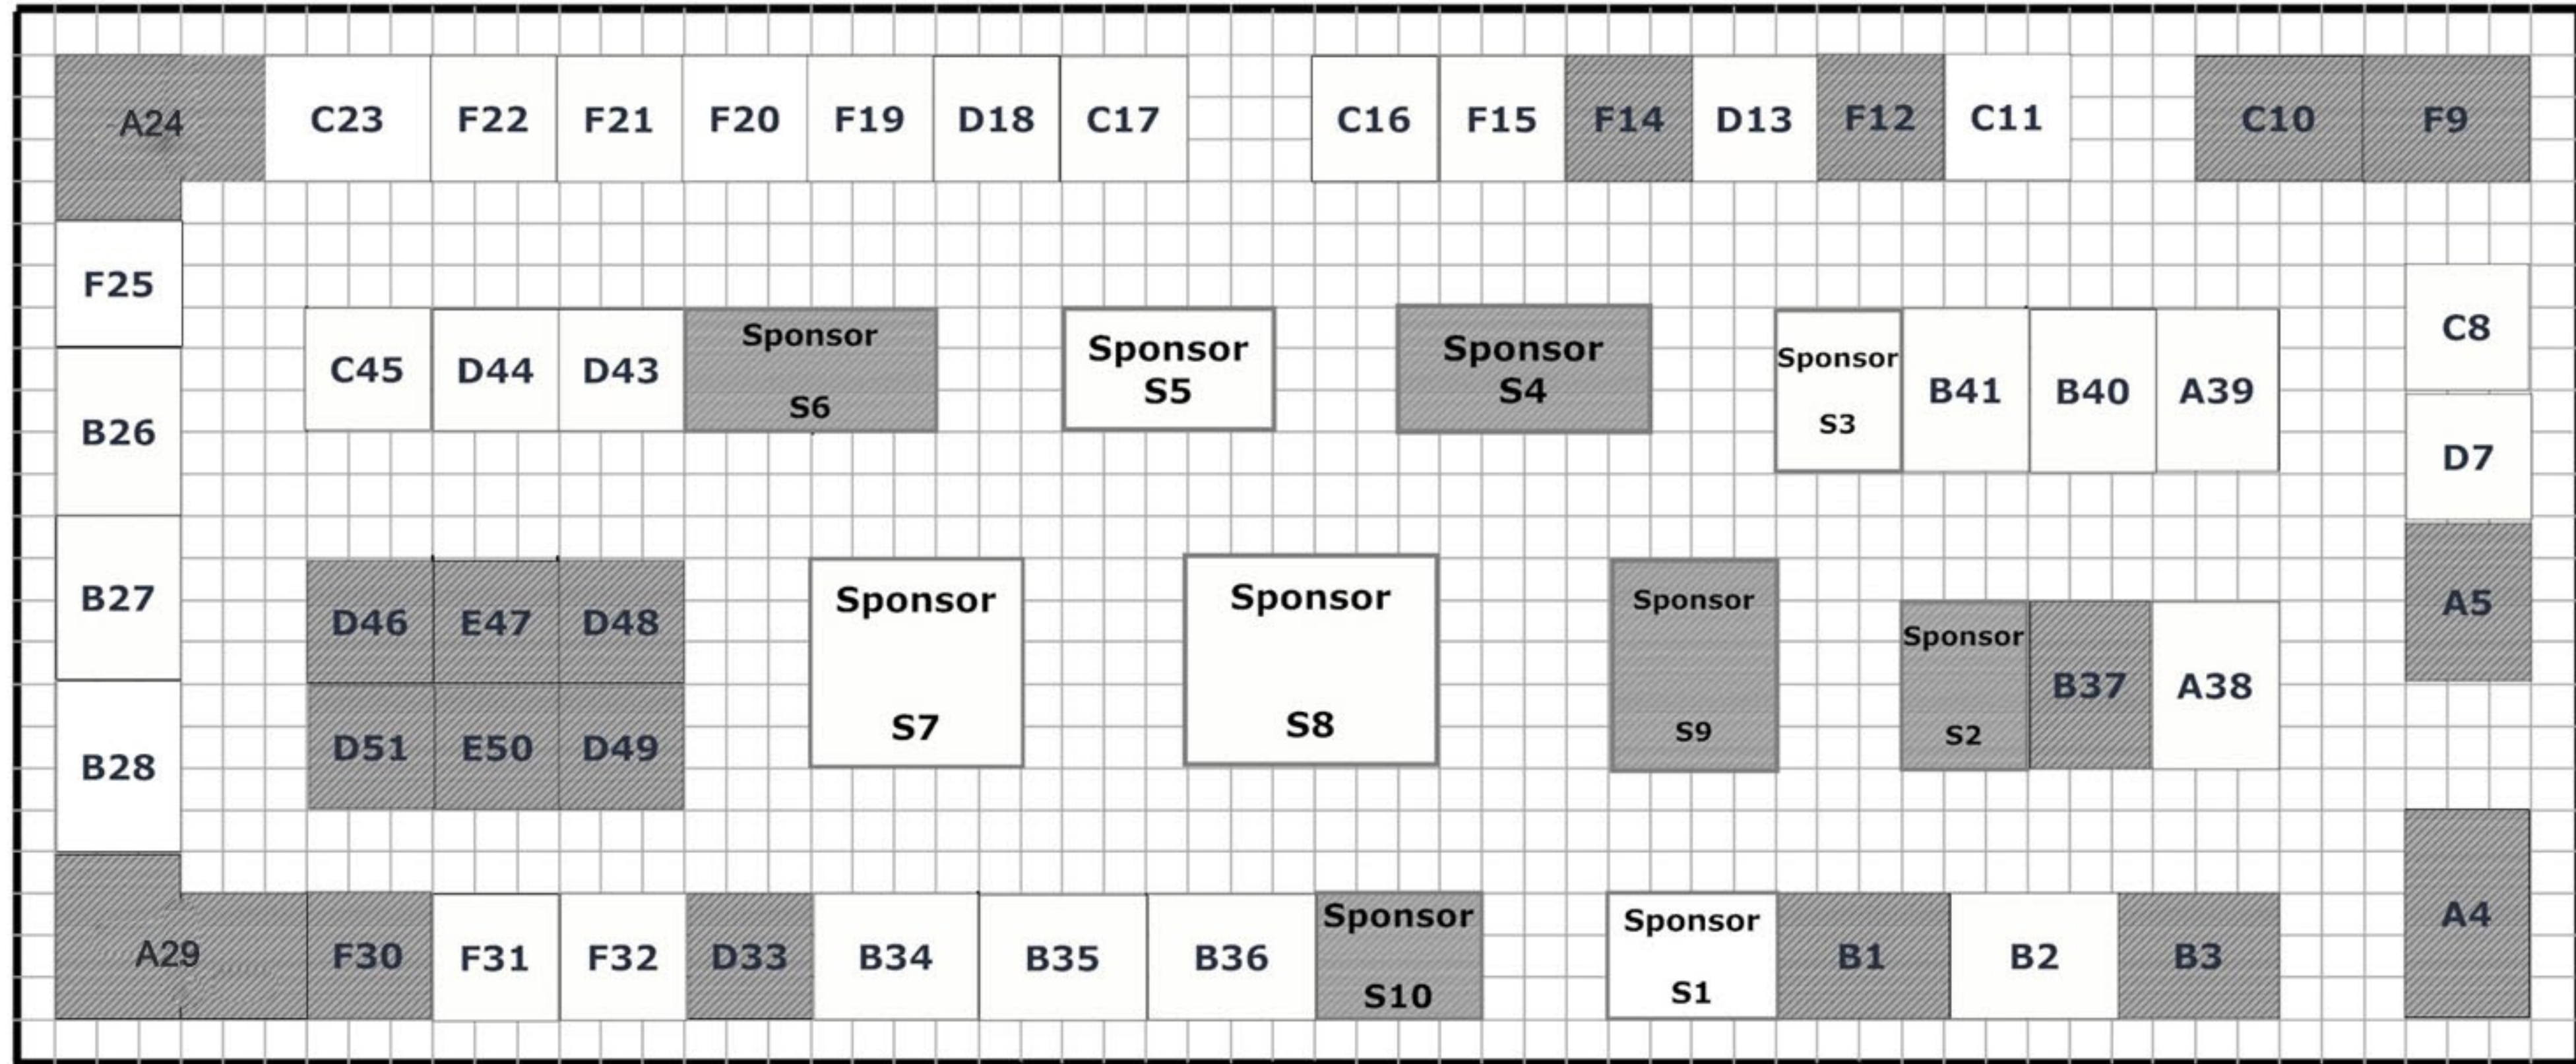 A24
C23
F22
F21
F20
F19
D18
C17
C16
F15
F14
D13
F12
C11
C10
F9
F25
C45
D44
D43
Sponsor
S6
Sponsor
S5
Sponsor
S4
Sponsor
S3
B41
B40
A39
C8
B26
D7
B27
D46
E47
D48
Sponsor
S7
Sponsor
S8
Sponsor
S9
Sponsor
S2
B37
A38
A5
B28
D51
E50
D49
A29
F30
F31
F32
D33
B34
B35
B36
Sponsor
S10
Sponsor
S1
B1
B2
B3
A4